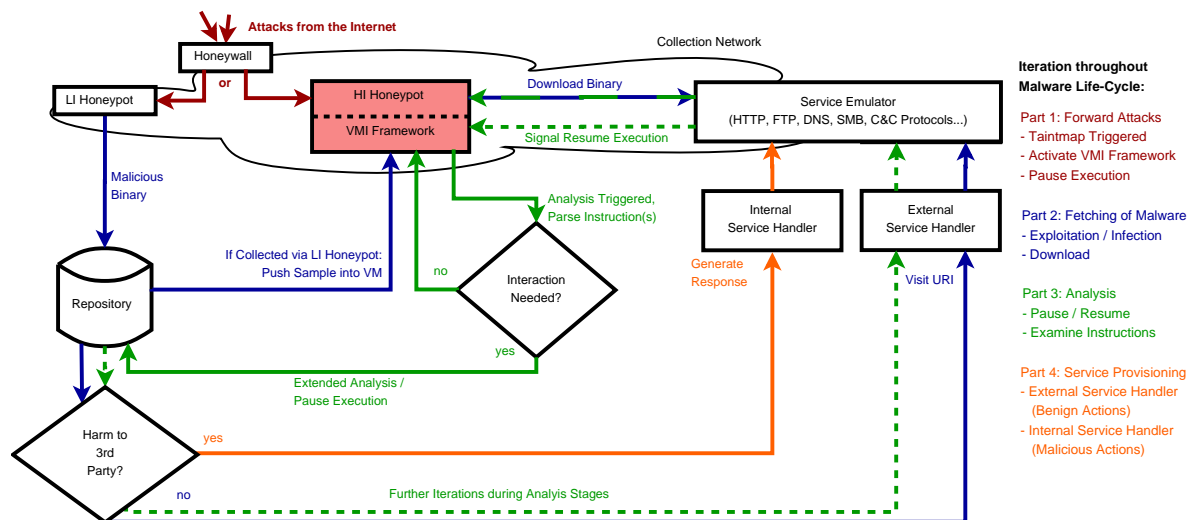 Attacks from the Internet
Honeywall
Collection Network
or
LI Honeypot
HI Honeypot
VMI Framework
Download Binary
Signal Resume Execution
Service Emulator
(HTTP, FTP, DNS, SMB, C&C Protocols...)
Malicious
Binary
Analysis Triggered,
Parse Instruction(s)
Internal
Service Handler
External
Service Handler
If Collected via LI Honeypot:
Push Sample into VM
no
Interaction
Needed?
Generate
Response
Visit URI
Repository
yes
Extended Analysis /
Pause Execution
Harm to
3rd
Party?
yes
no
Further Iterations during Analyis Stages
Iteration throughout
Malware Life-Cycle:
Part 1: Forward Attacks
- Taintmap Triggered
- Activate VMI Framework
- Pause Execution
Part 2: Fetching of Malware
- Exploitation / Infection
- Download
Part 3: Analysis
- Pause / Resume
- Examine Instructions
Part 4: Service Provisioning
- External Service Handler
(Benign Actions)
- Internal Service Handler
(Malicious Actions)